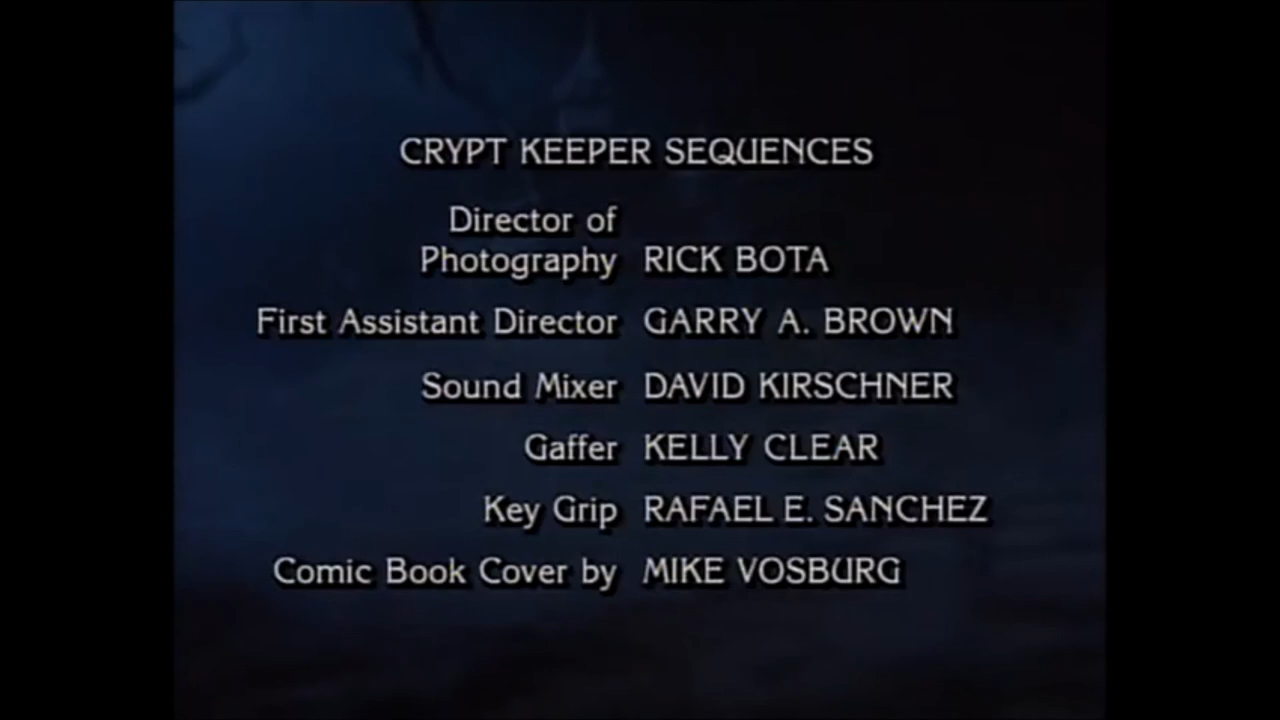 CRYPT KEEPER SEQUENCES
Director of
Photography RICK BOTA
First Assistant Director GARRY A. BROWN
Sound Mixer DAVID KIRSCHNER
Gaffer KELLY CLEAR
Key Grip RAFAEL E. SANCHEZ
Comic Book Cover by MIKE VOSBURG